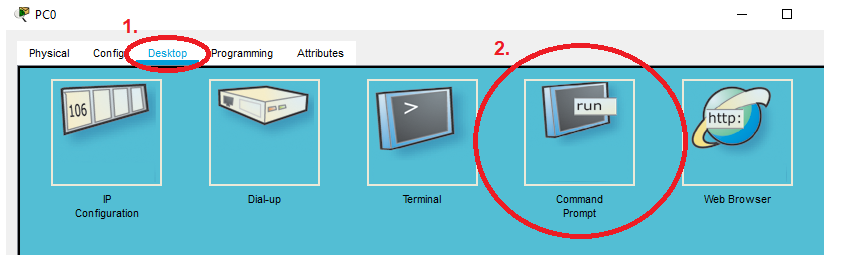 PC0
1.
Physical Config Desktop Programming Attributes
2.
106
>
run
http:
IP
Configuration
Dial-up
Terminal
Command
Prompt
Web Browser